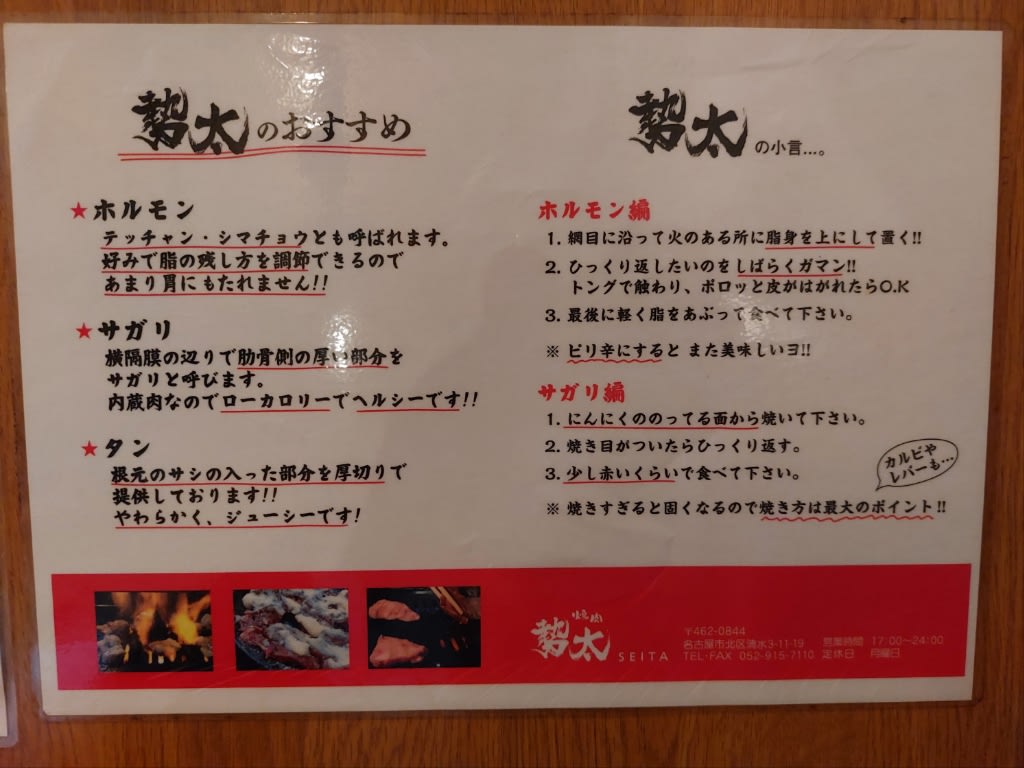 勢太のおすすめ
★ホルモン
テッチャン・シマチョウとも呼ばれます。
好みで脂の残し方を調節できるので
あまり胃にもたれません!!
★サガリ
横隔膜の辺りで肋骨側の厚い部分を
サガリと呼びます。
内蔵肉なのでローカロリーでヘルシーです!!
★タン
根元のサシの入った部分を厚切りで
提供しております!!
やわらかく、ジューシーです!
勢太の小言...。
ホルモン編
1. 網目に沿って火のある所に脂身を上にして置く!!
2. ひっくり返したいのをしばらくガマン!!
トングで触わり、ポロッと皮がはがれたらO.K
3. 最後に軽く脂をあぶって食べて下さい。
※ ピリ辛にすると また美味しいヨ!!
サガリ編
1. にんにくののってる面から焼いて下さい。
2. 焼き目がついたらひっくり返す。
3. 少し赤いくらいで食べて下さい。
カルビや
レバーも…
※ 焼きすぎると固くなるので焼き方は最大のポイント!!
焼肉
勢太 SEITA
〒462-0844
名古屋市北区清水3-11-19 営業時間 17:00〜24:00
TEL・FAX 052-915-7110 定休日 月曜日